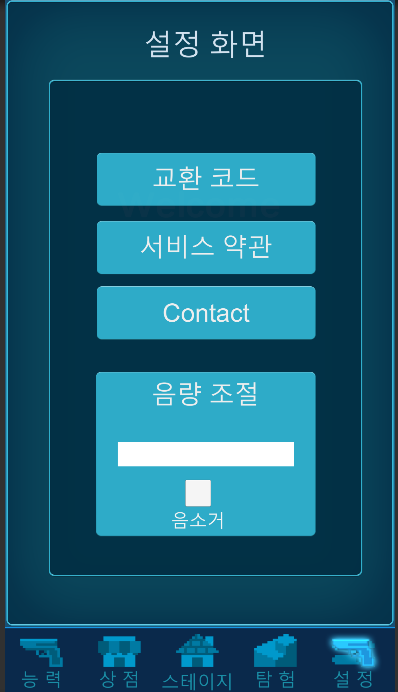 설정 화면
교환 코드
Welcome
서비스 약관
Contact
음량 조절
음소거
능력 상점 스테이지 탐험 설정